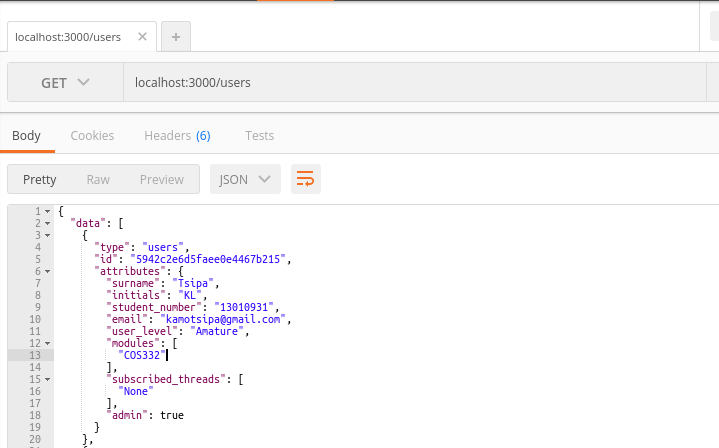 localhost:3000/users ✕ +
GET localhost:3000/users
Body Cookies Headers (6) Tests
Pretty Raw Preview JSON
1 {
2 "data": [
3 {
4 "type": "users",
5 "id": "5942c2e6d5faee0e4467b215",
6 "attributes": {
7 "surname": "Tsipa",
8 "initials": "KL",
9 "student_number": "13010931",
10 "email": "kamotsipa@gmail.com",
11 "user_level": "Amature",
12 "modules": [
13 "COS332"
14 ],
15 "subscribed_threads": [
16 "None"
17 ],
18 "admin": true
19 }
20 },